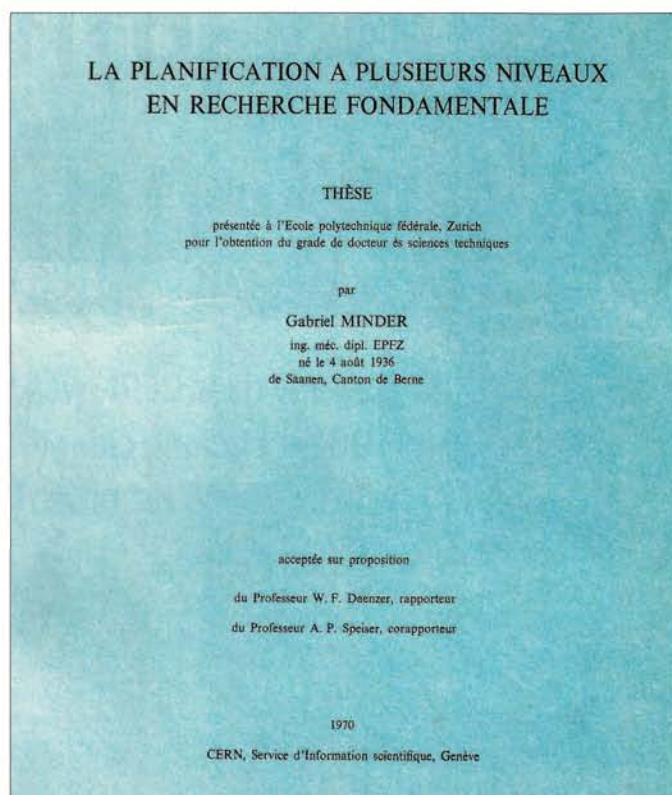 LA PLANIFICATION A PLUSIEURS NIVEAUX
EN RECHERCHE FONDAMENTALE
THÈSE
présentée à l'Ecole polytechnique fédérale, Zurich
pour l'obtention du grade de docteur ès sciences techniques
par
Gabriel MINDER
ing. méc. dipl. EPFZ
né le 4 août 1936
de Saanen, Canton de Berne
acceptée sur proposition
du Professeur W. F. Daenzer, rapporteur
du Professeur A. P. Speiser, corapporteur
1970
CERN, Service d'Information scientifique, Genève